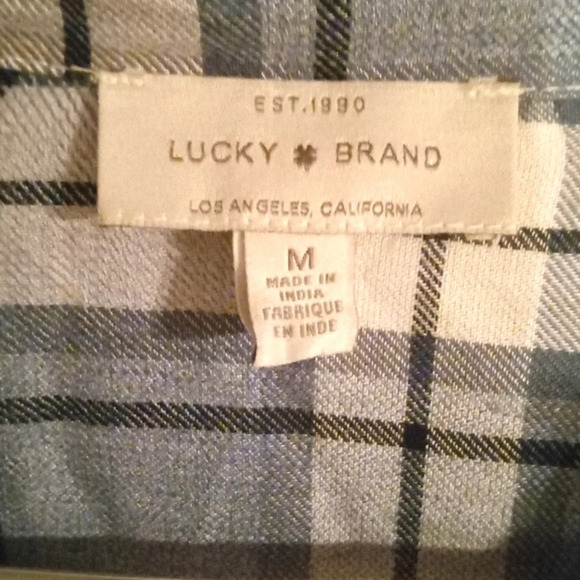 EST.1990
LUCKY BRAND
LOS ANGELES, CALIFORNIA
M
MADE IN
INDIA
FABRIQUE
EN INDE